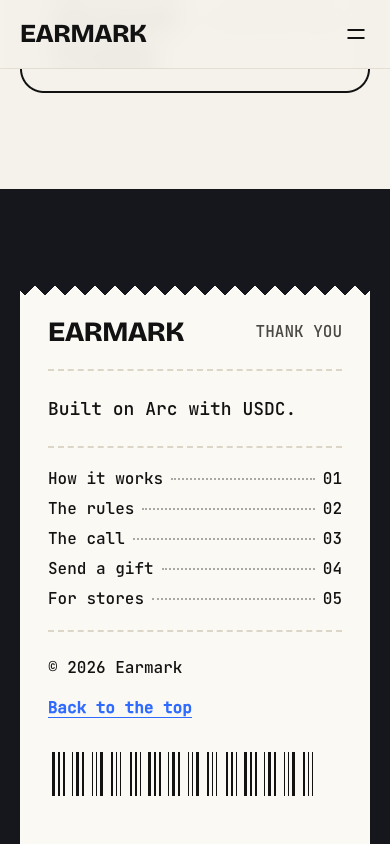 EARMARK
EARMARK THANK YOU
Built on Arc with USDC.
How it works 01
The rules 02
The call 03
Send a gift 04
For stores 05
© 2026 Earmark
Back to the top